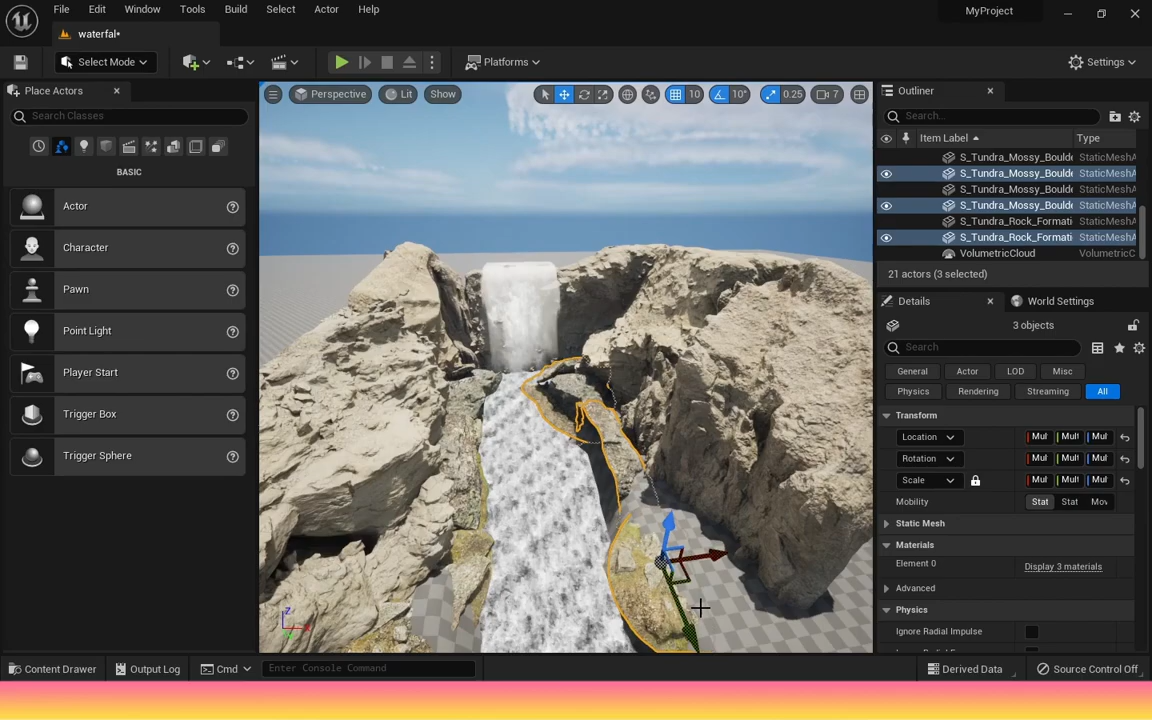 File Edit Window Tools Build Select Actor Help
MyProject
waterfal*
Select Mode
Platforms
Settings
Place Actors
Search Classes
BASIC
Actor
Character
Pawn
Point Light
Player Start
Trigger Box
Trigger Sphere
Perspective Lit Show
10 10° 0.25 7
Outliner
Search...
Item Label Type
S_Tundra_Mossy_Boulde StaticMeshA
S_Tundra_Mossy_Boulde StaticMeshA
S_Tundra_Mossy_Boulde StaticMeshA
S_Tundra_Mossy_Boulde StaticMeshA
S_Tundra_Rock_Formati StaticMeshA
S_Tundra_Rock_Formati StaticMeshA
VolumetricCloud VolumetricC
21 actors (3 selected)
Details World Settings
3 objects
Search
General Actor LOD Misc
Physics Rendering Streaming All
Transform
Location Mul Mult Mul
Rotation Mul Mult Mul
Scale Mul Mult Mul
Mobility Stat Stat Mov
Static Mesh
Materials
Element 0 Display 3 materials
Advanced
Physics
Ignore Radial Impulse
Z
Content Drawer Output Log Cmd Enter Console Command
Derived Data Source Control Off